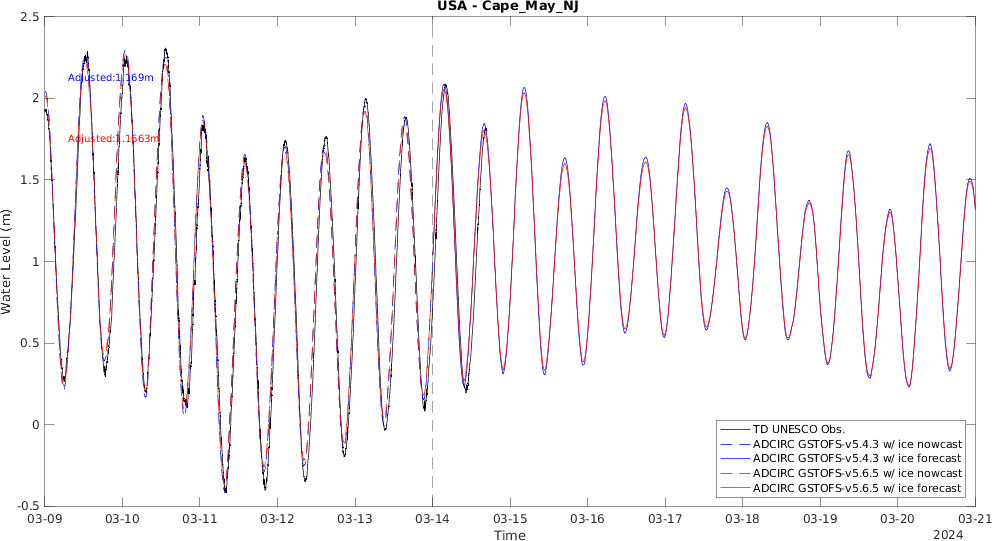 USA - Cape_May_NJ
2.5
2
1.5
1
0.5
0
-0.5
Water Level (m)
Adjusted:1.169m
Adjusted:1.1663m
TD UNESCO Obs.
ADCIRC GSTOFS-v5.4.3 w/ ice nowcast
ADCIRC GSTOFS-v5.4.3 w/ ice forecast
ADCIRC GSTOFS-v5.6.5 w/ ice nowcast
ADCIRC GSTOFS-v5.6.5 w/ ice forecast
03-09 03-10 03-11 03-12 03-13 03-14 03-15 03-16 03-17 03-18 03-19 03-20 03-21
Time
2024